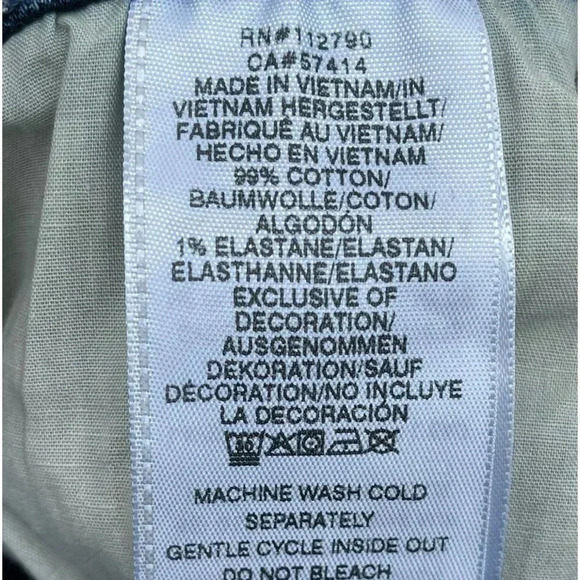 RN#112790
CA#57414
MADE IN VIETNAM/IN
VIETNAM HERGESTELLT/
FABRIQUÉ AU VIETNAM/
HECHO EN VIETNAM
99% COTTON/
BAUMWOLLE/COTON/
ALGODÓN
1% ELASTANE/ELASTAN/
ÉLASTHANNE/ELASTANO
EXCLUSIVE OF
DECORATION/
AUSGENOMMEN
DEKORATION/SAUF
DÉCORATION/NO INCLUYE
LA DECORACIÓN
30
MACHINE WASH COLD
SEPARATELY
GENTLE CYCLE INSIDE OUT
DO NOT BLEACH